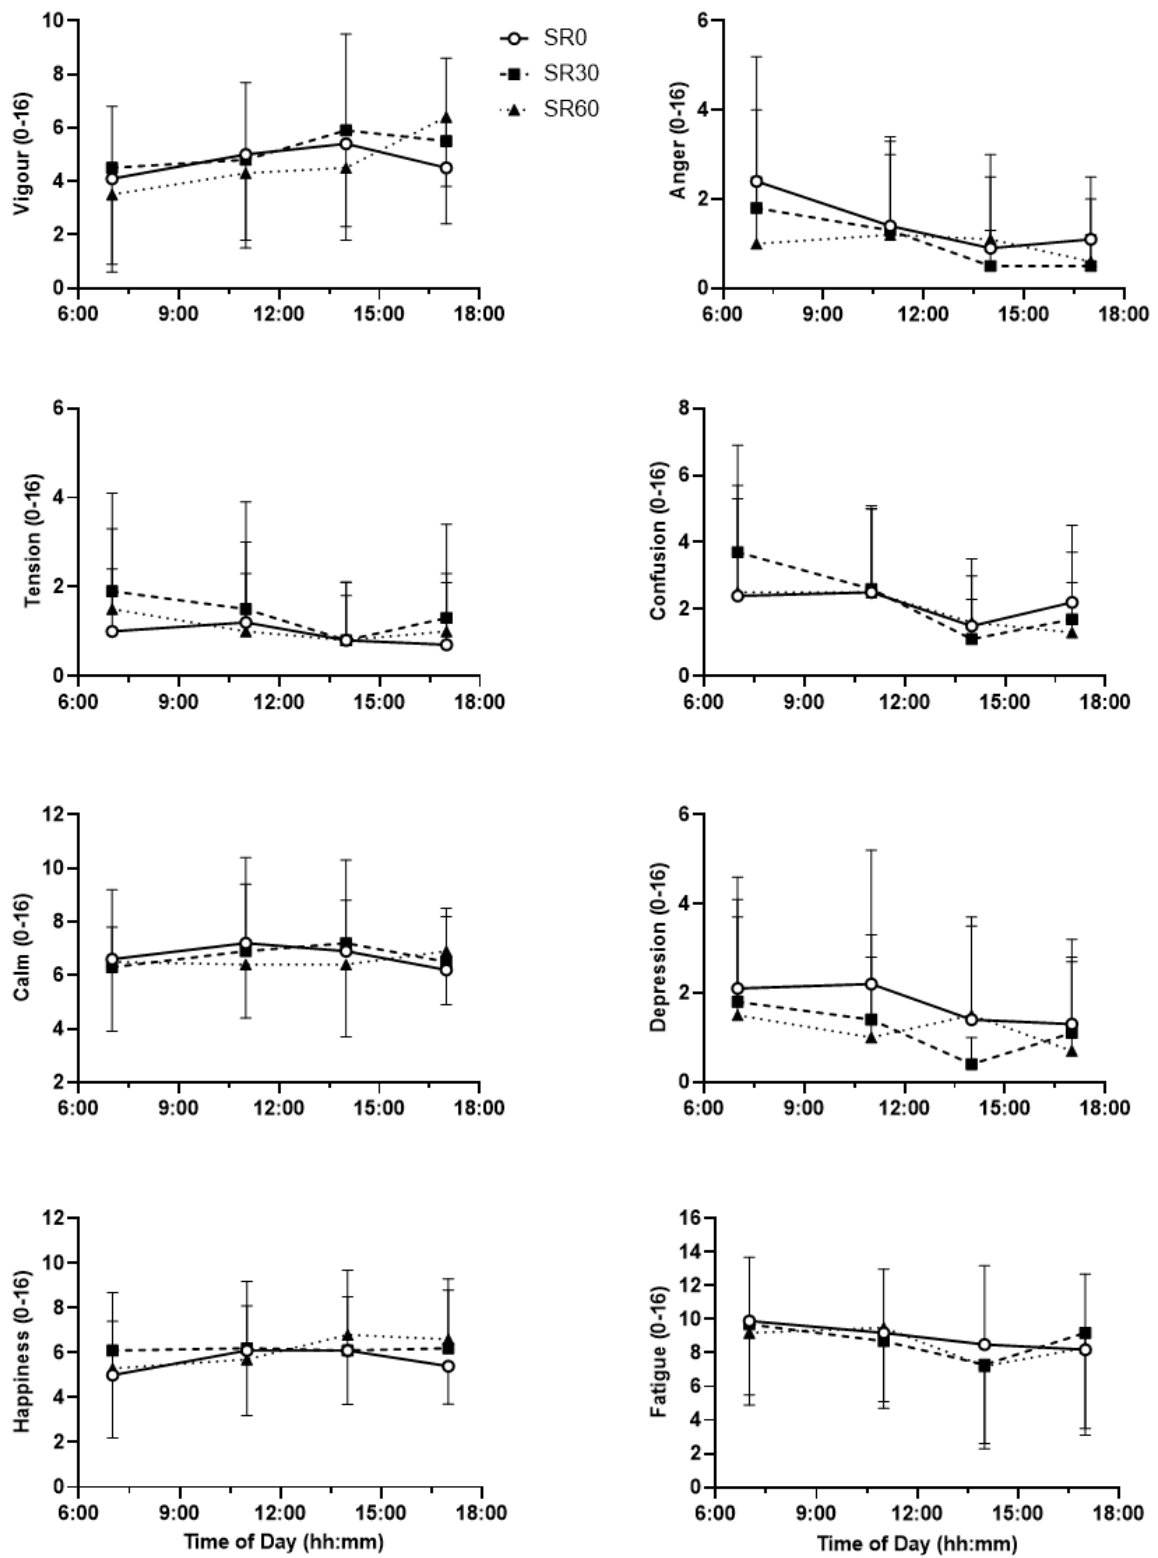 Vigour (0-16)
10
8
6
4
2
0
6:00 9:00 12:00 15:00 18:00
SR0
SR30
SR60
Anger (0-16)
6
4
2
0
6:00 9:00 12:00 15:00 18:00
Tension (0-16)
6
4
2
0
6:00 9:00 12:00 15:00 18:00
Confusion (0-16)
8
6
4
2
0
6:00 9:00 12:00 15:00 18:00
Calm (0-16)
12
10
8
6
4
2
6:00 9:00 12:00 15:00 18:00
Depression (0-16)
6
4
2
0
6:00 9:00 12:00 15:00 18:00
Happiness (0-16)
12
10
8
6
4
2
0
6:00 9:00 12:00 15:00 18:00
Time of Day (hh:mm)
Fatigue (0-16)
16
14
12
10
8
6
4
2
0
6:00 9:00 12:00 15:00 18:00
Time of Day (hh:mm)